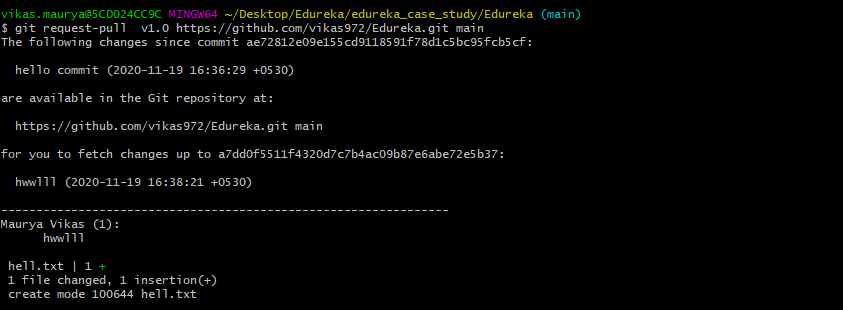 vikas.maurya@5CD024CC9C MINGW64 ~/Desktop/Edureka/edureka_case_study/Edureka (main)
$ git request-pull  v1.0 https://github.com/vikas972/Edureka.git main
The following changes since commit ae72812e09e155cd9118591f78d1c5bc95fcb5cf:
hello commit (2020-11-19 16:36:29 +0530)
are available in the Git repository at:
https://github.com/vikas972/Edureka.git main
for you to fetch changes up to a7dd0f5511f4320d7c7b4ac09b87e6abe72e5b37:
hwwlll (2020-11-19 16:38:21 +0530)
----------------------------------------------------------------
Maurya Vikas (1):
hwwlll
hell.txt | 1 +
1 file changed, 1 insertion(+)
create mode 100644 hell.txt